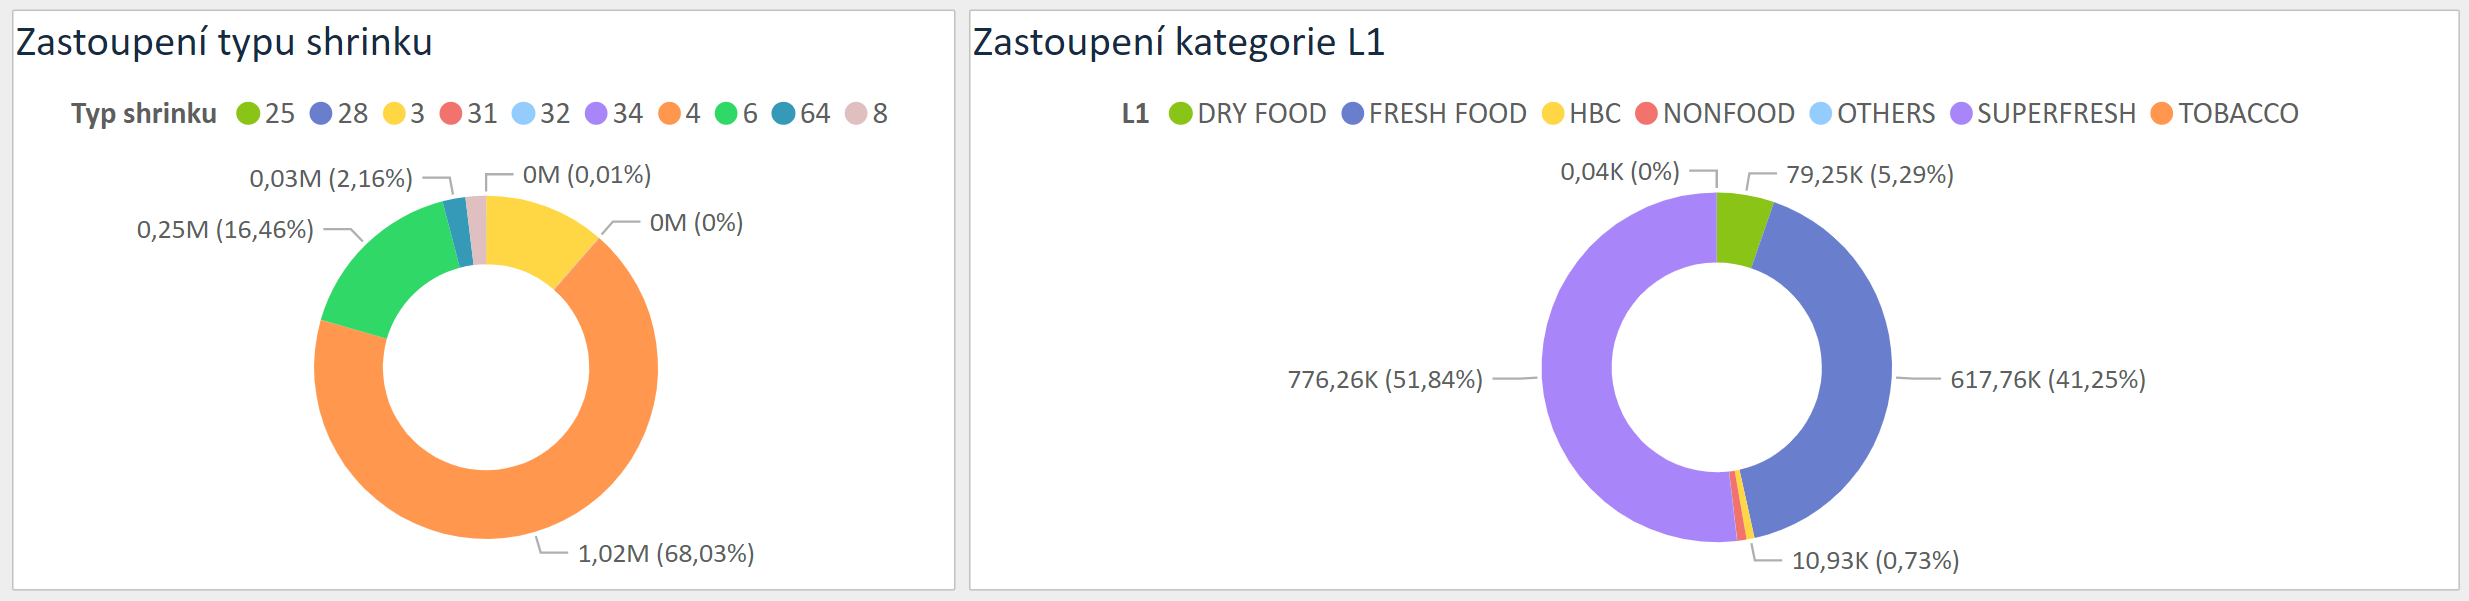 Zastoupení typu shrinku
Typ shrinku 25 28 3 31 32 34 4 6 64 8
0M (0,01%)
0,03M (2,16%)
0M (0%)
0,25M (16,46%)
1,02M (68,03%)
Zastoupení kategorie L1
L1 DRY FOOD FRESH FOOD HBC NONFOOD OTHERS SUPERFRESH TOBACCO
0,04K (0%)
79,25K (5,29%)
776,26K (51,84%)
617,76K (41,25%)
10,93K (0,73%)